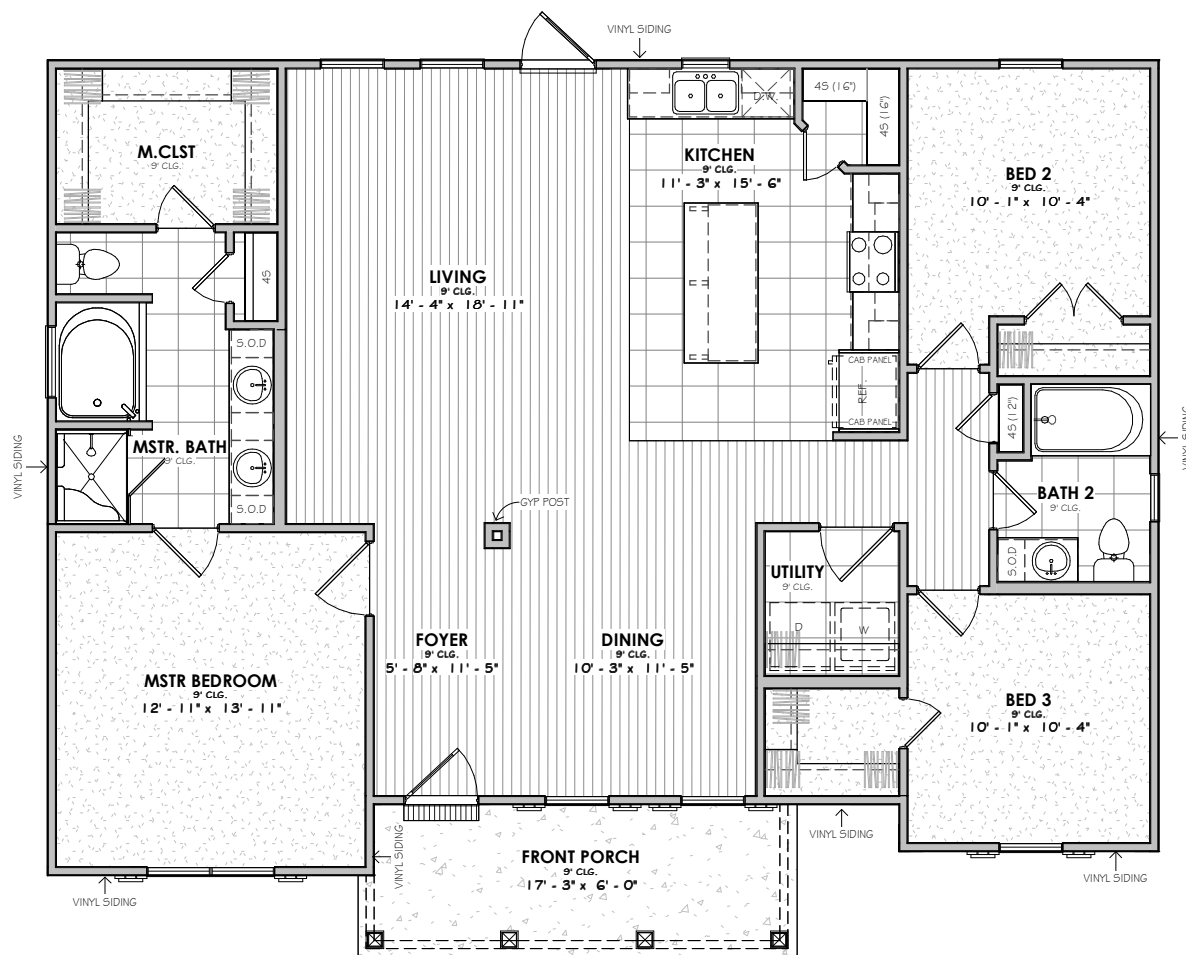 VINYL SIDING
4S (16")
4S (16")
D.W.
M.CLST
9' CLG.
KITCHEN
9' CLG.
11' - 3" x 15' - 6"
BED 2
9' CLG.
10' - 1" x 10' - 4"
4S
LIVING
9' CLG.
14' - 4" x 18' - 11"
S.O.D
CAB PANEL
REF.
CAB PANEL
4S (12")
MSTR. BATH
9' CLG.
VINYL SIDING
VINYL SIDING
S.O.D
GYP POST
BATH 2
9' CLG.
S.O.D
UTILITY
9' CLG.
D
W
FOYER
9' CLG.
5' - 8" x 11' - 5"
DINING
9' CLG.
10' - 3" x 11' - 5"
MSTR BEDROOM
9' CLG.
12' - 11" x 13' - 11"
BED 3
9' CLG.
10' - 1" x 10' - 4"
VINYL SIDING
VINYL SIDING
FRONT PORCH
9' CLG.
17' - 3" x 6' - 0"
VINYL SIDING
VINYL SIDING